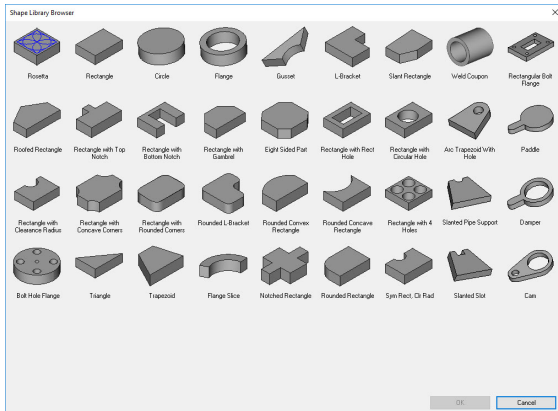 Shape Library Browser
Rosetta
Rectangle
Circle
Flange
Gusset
L-Bracket
Slant Rectangle
Weld Coupon
Rectangular Bolt
Flange
Roofed Rectangle
Rectangle with Top
Notch
Rectangle with
Bottom Notch
Rectangle with
Gambrel
Eight Sided Part
Rectangle with Rect
Hole
Rectangle with
Circular Hole
Arc Trapezoid With
Hole
Paddle
Rectangle with
Clearance Radius
Rectangle with
Concave Corners
Rectangle with
Rounded Corners
Rounded L-Bracket
Rounded Convex
Rectangle
Rounded Concave
Rectangle
Rectangle with 4
Holes
Slanted Pipe Support
Damper
Bolt Hole Flange
Triangle
Trapezoid
Flange Slice
Notched Rectangle
Rounded Rectangle
Sym Rect, Clr Rad
Slanted Slot
Cam
OK
Cancel